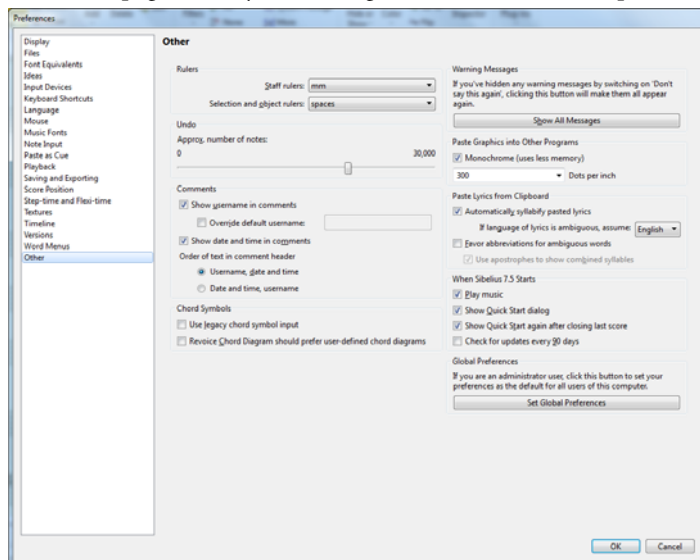 Preferences
Display
Files
Font Equivalents
Ideas
Input Devices
Keyboard Shortcuts
Language
Mouse
Music Fonts
Note Input
Paste as Cue
Playback
Saving and Exporting
Score Position
Step-time and Flexi-time
Textures
Timeline
Versions
Word Menus
Other
Other
Rulers
Staff rulers: mm
Selection and object rulers: spaces
Undo
Approx. number of notes:
0 30,000
Comments
Show username in comments
Override default username:
Show date and time in comments
Order of text in comment header
Username, date and time
Date and time, username
Chord Symbols
Use legacy chord symbol input
Revoice Chord Diagram should prefer user-defined chord diagrams
Warning Messages
If you've hidden any warning messages by switching on 'Don't
say this again', clicking this button will make them all appear
again.
Show All Messages
Paste Graphics into Other Programs
Monochrome (uses less memory)
300 Dots per inch
Paste Lyrics from Clipboard
Automatically syllabify pasted lyrics
If language of lyrics is ambiguous, assume: English
Favor abbreviations for ambiguous words
Use apostrophes to show combined syllables
When Sibelius 7.5 Starts
Play music
Show Quick Start dialog
Show Quick Start again after closing last score
Check for updates every 90 days
Global Preferences
If you are an administrator user, click this button to set your
preferences as the default for all users of this computer.
Set Global Preferences
OK Cancel